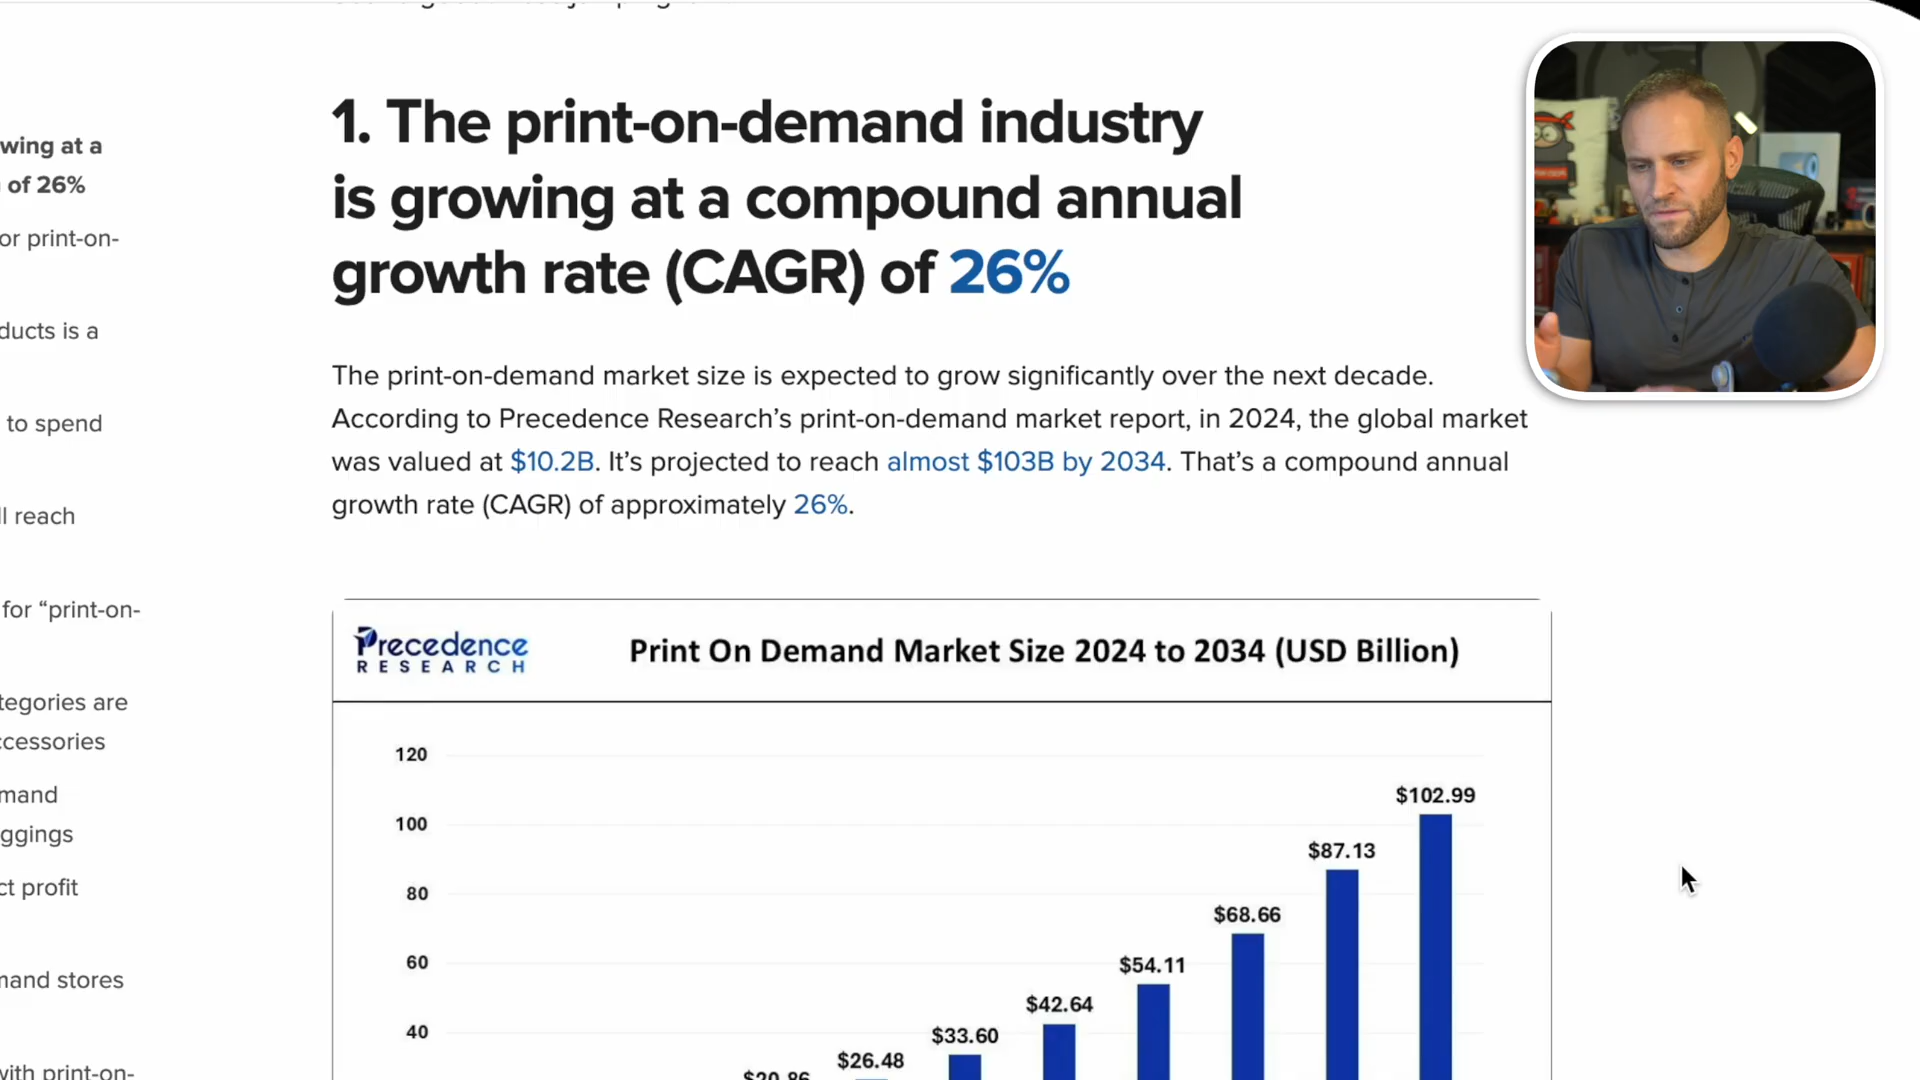 1. The print-on-demand industry
is growing at a compound annual
growth rate (CAGR) of 26%
The print-on-demand market size is expected to grow significantly over the next decade.
According to Precedence Research’s print-on-demand market report, in 2024, the global market
was valued at $10.2B. It’s projected to reach almost $103B by 2034. That’s a compound annual
growth rate (CAGR) of approximately 26%.
wing at a
of 26%
or print-on-
ducts is a
to spend
ll reach
for “print-on-
tegories are
ccessories
mand
ggings
ct profit
mand stores
with print-on-
Precedence
RESEARCH
Print On Demand Market Size 2024 to 2034 (USD Billion)
120
100
80
60
40
$20.86
$26.48
$33.60
$42.64
$54.11
$68.66
$87.13
$102.99